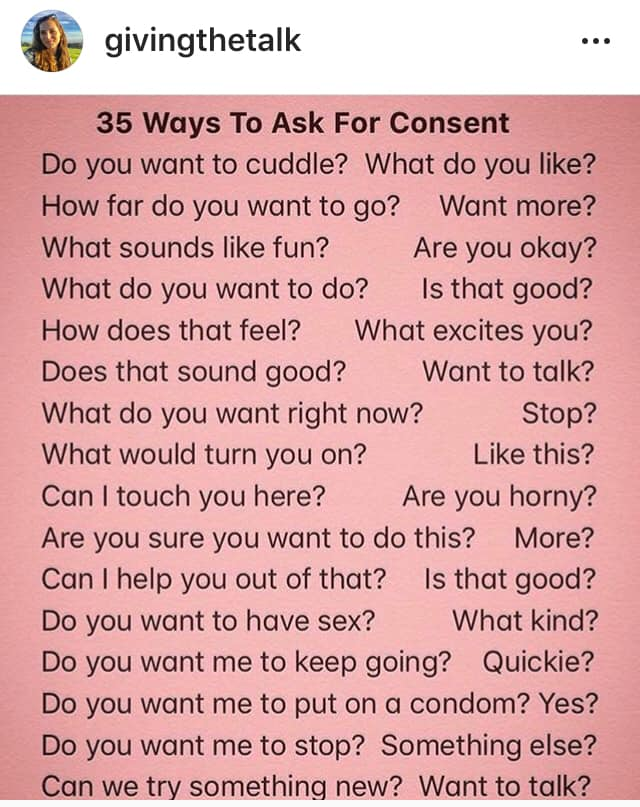 givingthetalk
35 Ways To Ask For Consent
Do you want to cuddle? What do you like?
How far do you want to go? Want more?
What sounds like fun? Are you okay?
What do you want to do? Is that good?
How does that feel? What excites you?
Does that sound good? Want to talk?
What do you want right now? Stop?
What would turn you on? Like this?
Can I touch you here? Are you horny?
Are you sure you want to do this? More?
Can I help you out of that? Is that good?
Do you want to have sex? What kind?
Do you want me to keep going? Quickie?
Do you want me to put on a condom? Yes?
Do you want me to stop? Something else?
Can we try something new? Want to talk?